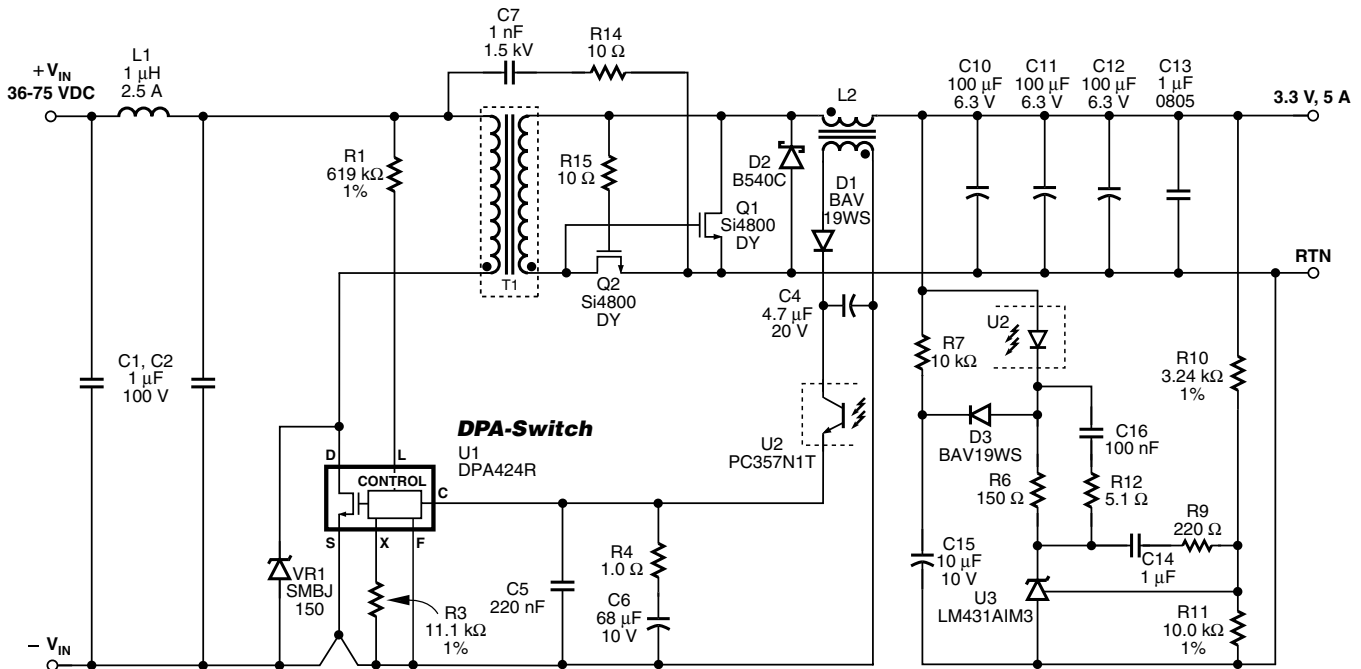 + VIN
36-75 VDC
L1
1 µH
2.5 A
C7
1 nF
1.5 kV
R14
10 Ω
L2
C10
100 µF
6.3 V
C11
100 µF
6.3 V
C12
100 µF
6.3 V
C13
1 µF
0805
3.3 V, 5 A
R1
619 kΩ
1%
R15
10 Ω
D2
B540C
D1
BAV
19WS
Q1
Si4800
DY
T1
Q2
Si4800
DY
RTN
C4
4.7 µF
20 V
U2
R7
10 kΩ
R10
3.24 kΩ
1%
C1, C2
1 µF
100 V
DPA-Switch
U1
DPA424R
U2
PC357N1T
D3
BAV19WS
C16
100 nF
D
L
CONTROL
C
S
X
F
R6
150 Ω
R12
5.1 Ω
R9
220 Ω
C14
1 µF
VR1
SMBJ
150
R3
11.1 kΩ
1%
C5
220 nF
R4
1.0 Ω
C6
68 µF
10 V
C15
10 µF
10 V
U3
LM431AIM3
R11
10.0 kΩ
1%
− VIN